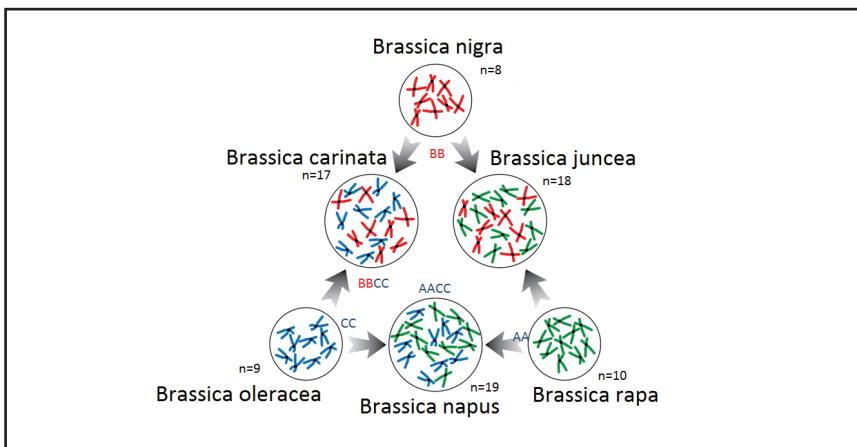 Brassica nigra
n=8
BB
Brassica carinata
n=17
Brassica juncea
n=18
BBCC
AACC
CC
AA
n=9
Brassica oleracea
n=19
Brassica napus
n=10
Brassica rapa